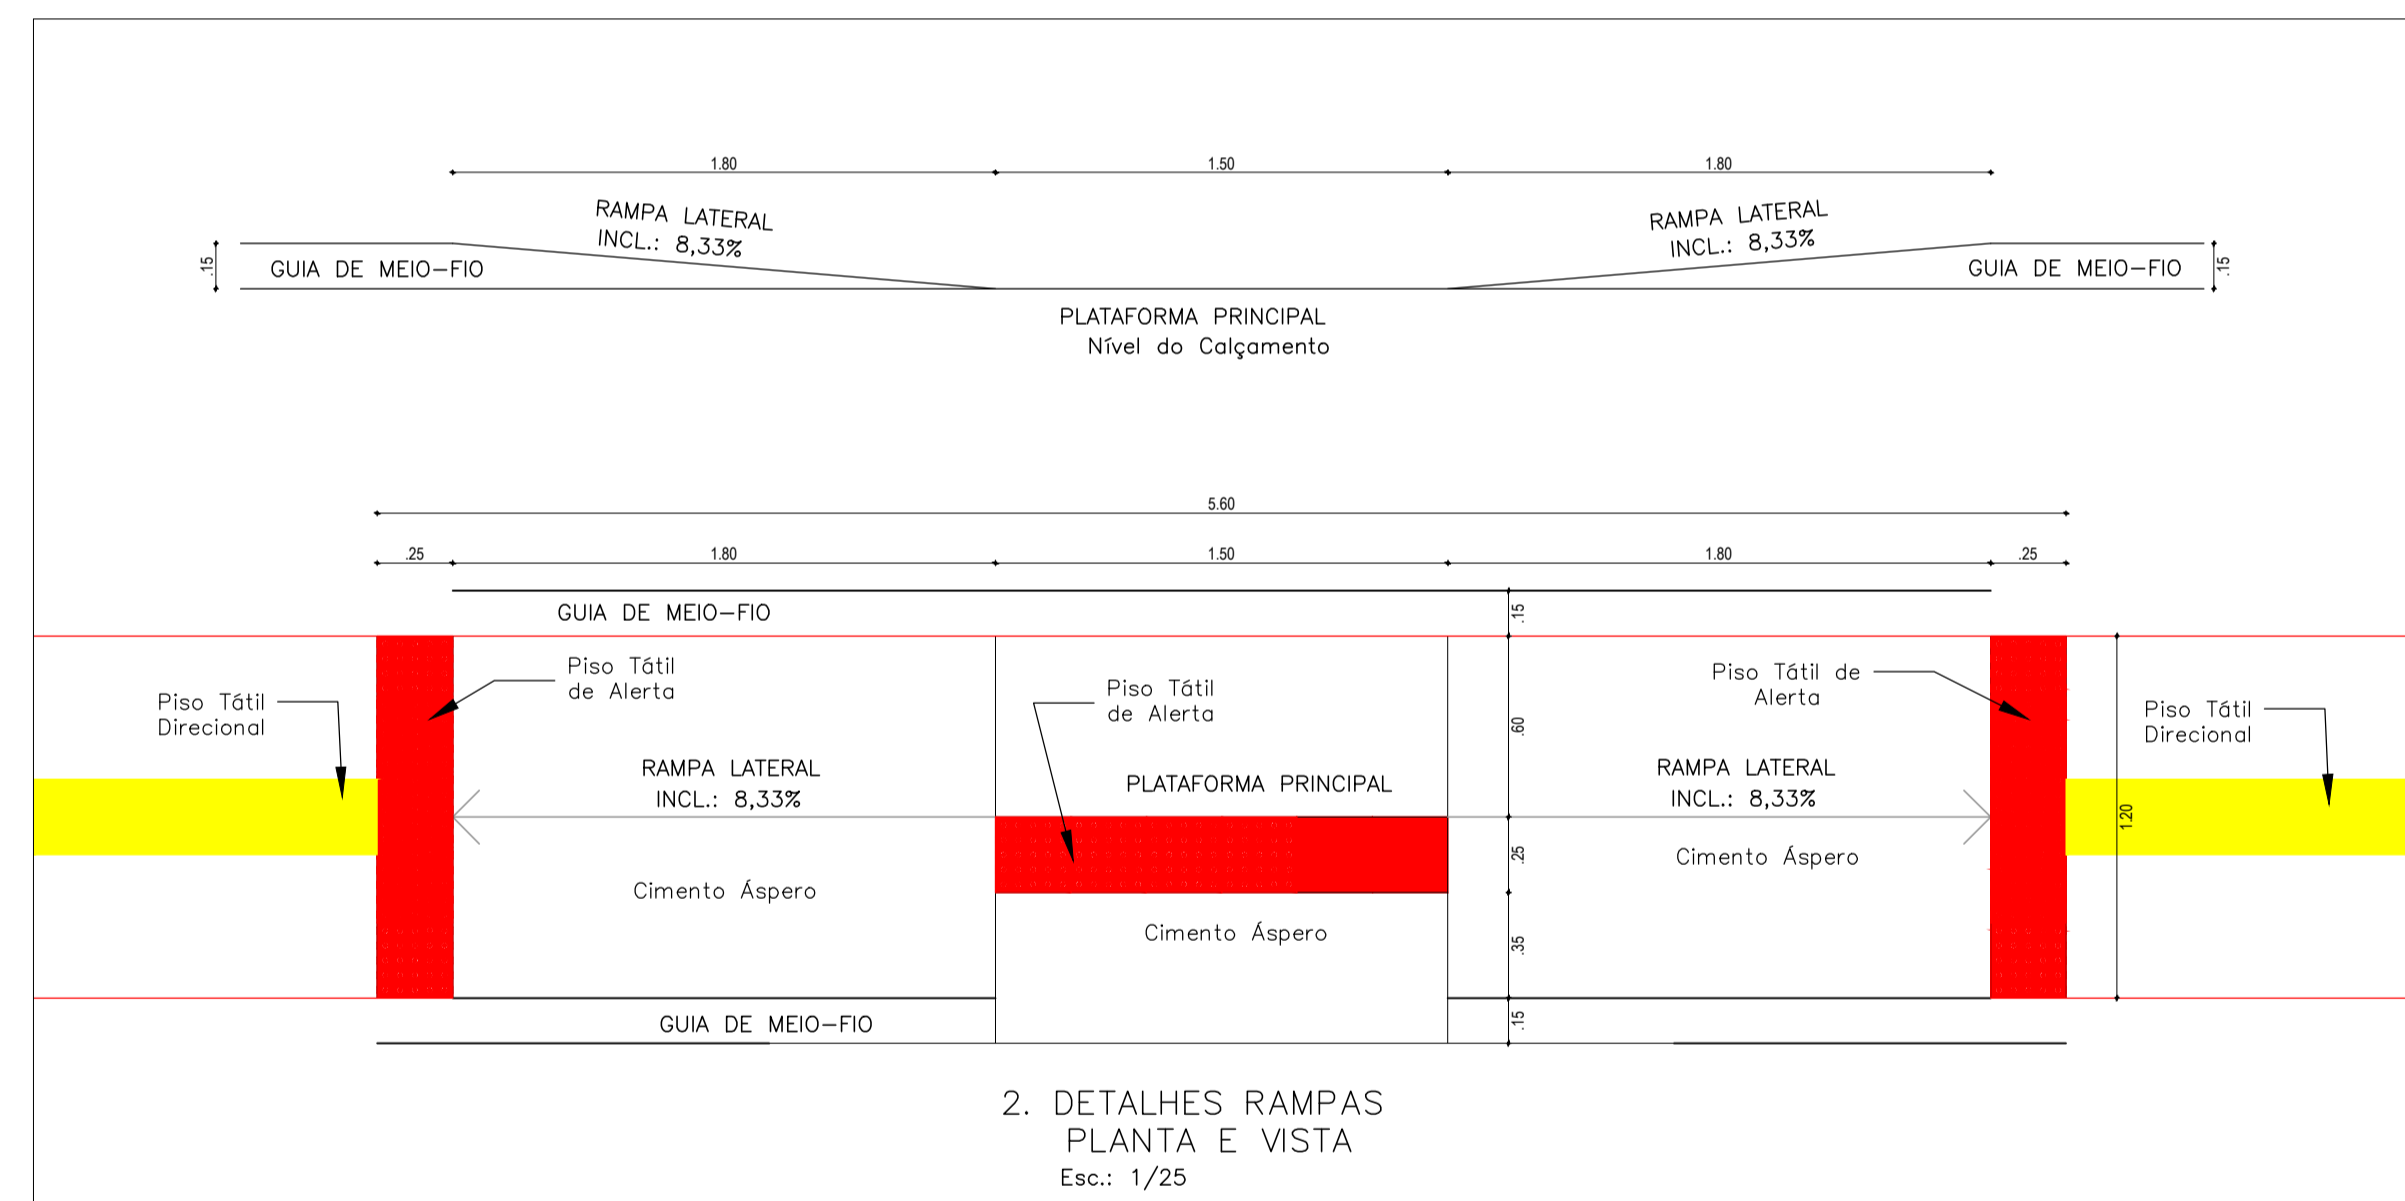 1.80
1.50
1.80
RAMPA LATERAL
INCL.: 8,33%
RAMPA LATERAL
INCL.: 8,33%
.15
GUIA DE MEIO-FIO
GUIA DE MEIO-FIO
.15
PLATAFORMA PRINCIPAL
Nível do Calçamento
5.60
.25
1.80
1.50
1.80
.25
GUIA DE MEIO-FIO
.15
Piso Tátil
de Alerta
Piso Tátil
de Alerta
Piso Tátil de
Alerta
Piso Tátil
Direcional
Piso Tátil
Direcional
.60
RAMPA LATERAL
INCL.: 8,33%
PLATAFORMA PRINCIPAL
RAMPA LATERAL
INCL.: 8,33%
1.20
.25
Cimento Áspero
Cimento Áspero
Cimento Áspero
.35
GUIA DE MEIO-FIO
.15
2. DETALHES RAMPAS
PLANTA E VISTA
Esc.: 1/25